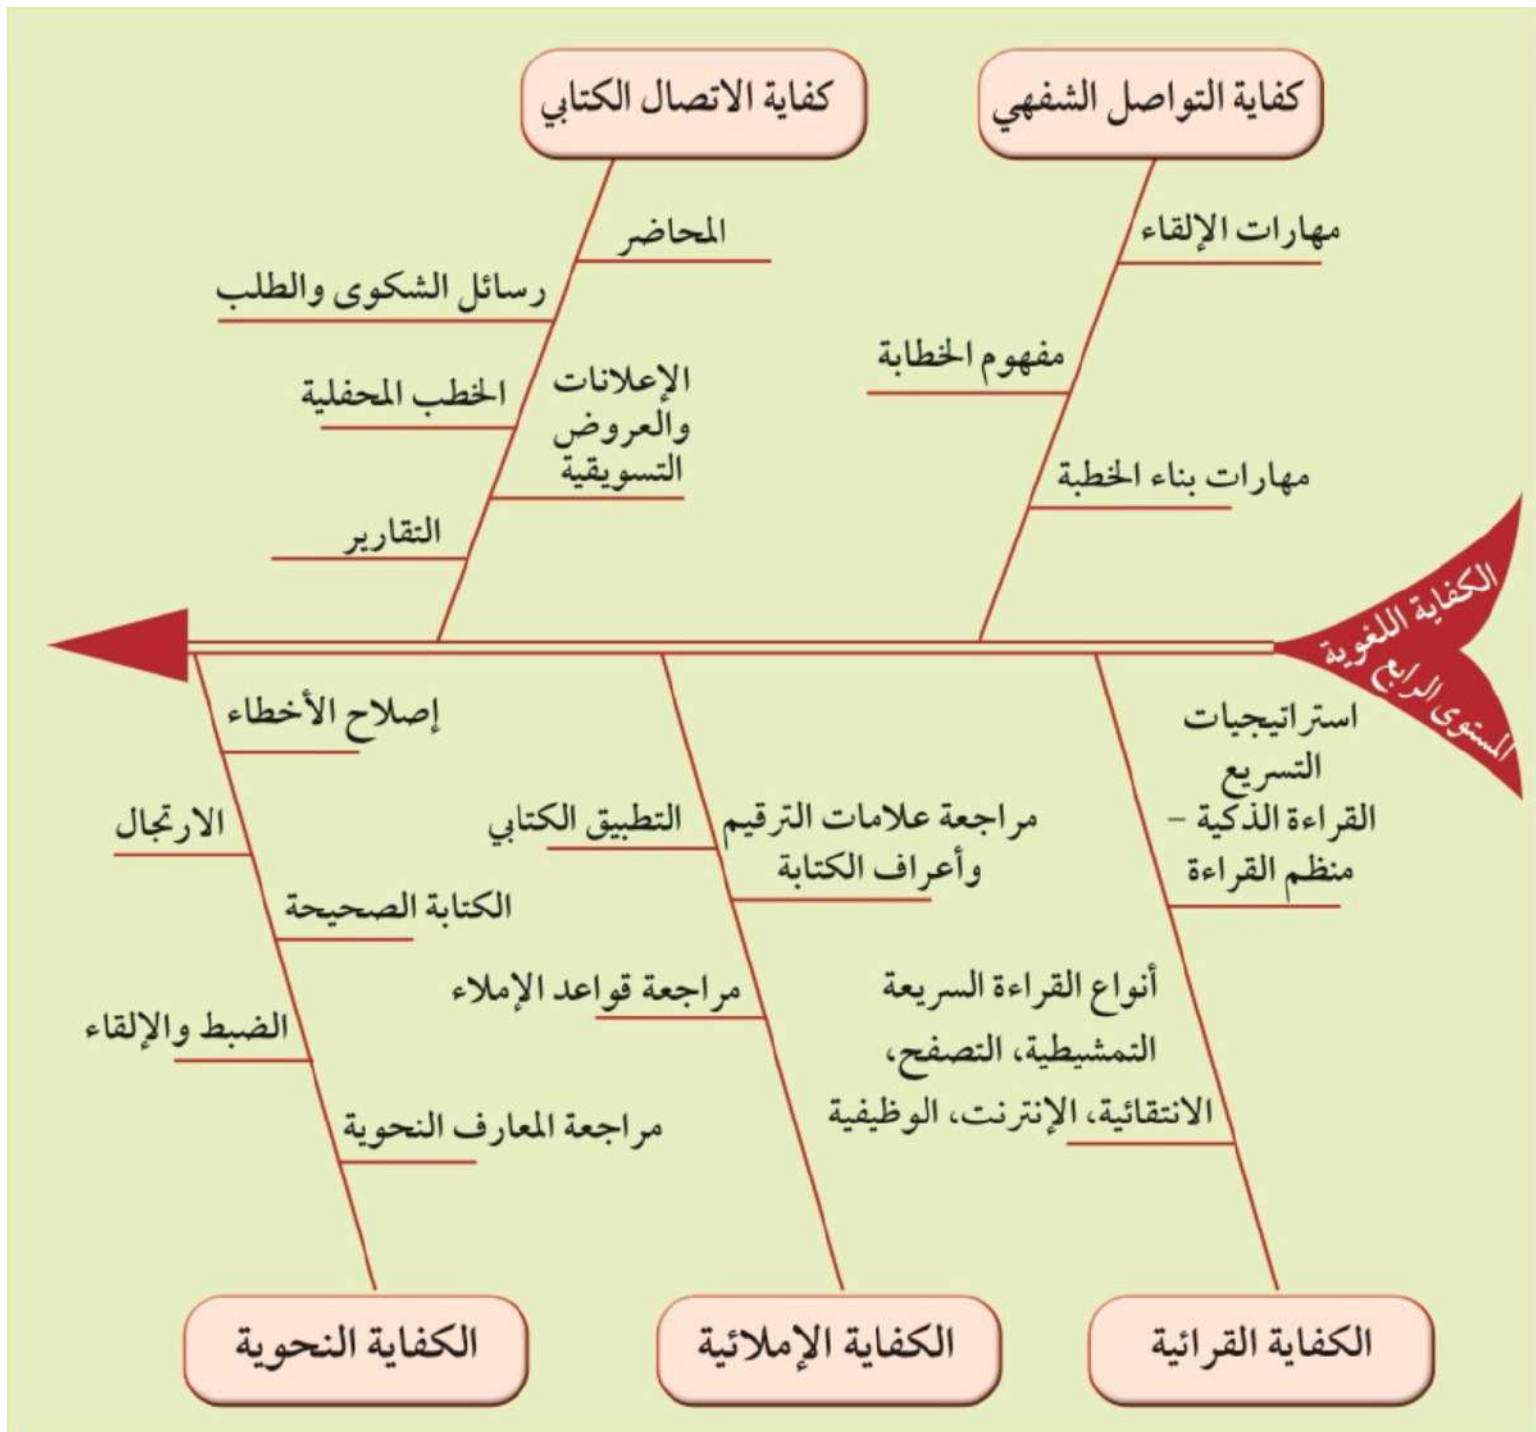 كفاية التواصل الشفهي
مهارات الإلقاء
مفهوم الخطابة
مهارات بناء الخطبة
كفاية الاتصال الكتابي
المحاضر
رسائل الشكوى والطلب
الإعلانات
والعروض
التسويقية
الخطب المحفلية
التقارير
الكفاية اللغوية
المستوى الرابع
استراتيجيات
التسريع
القراءة الذكية –
منظم القراءة
أنواع القراءة السريعة
التمشيطية، التصفح،
الانتقائية، الإنترنت، الوظيفية
الكفاية القرائية
مراجعة علامات الترقيم
وأعراف الكتابة
التطبيق الكتابي
مراجعة قواعد الإملاء
الكفاية الإملائية
إصلاح الأخطاء
الارتجال
الكتابة الصحيحة
الضبط والإلقاء
مراجعة المعارف النحوية
الكفاية النحوية